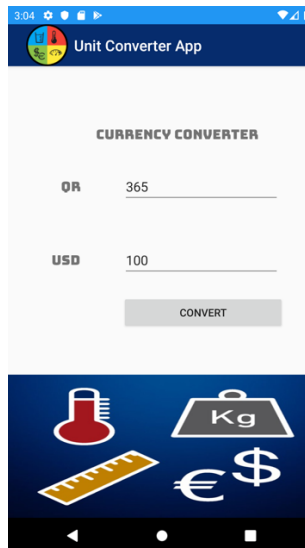 3:04
Unit Converter App
CURRENCY CONVERTER
QR 365
USD 100
CONVERT
Kg
€ $